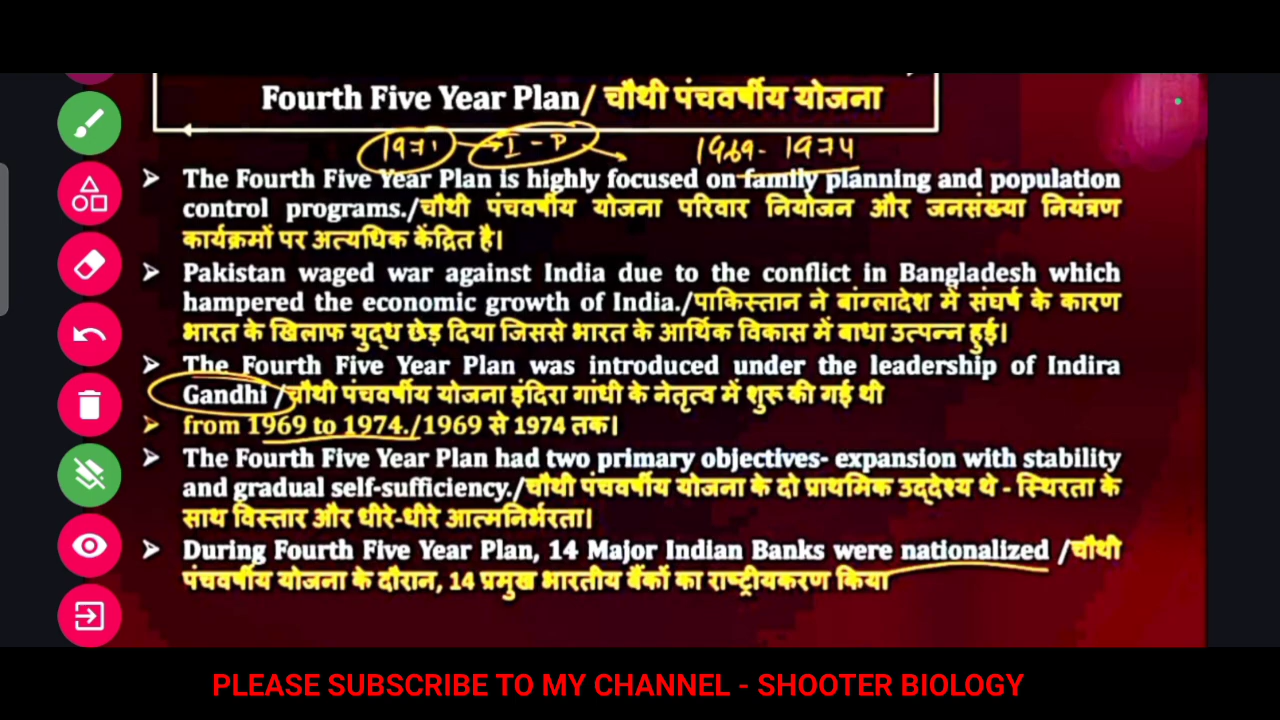 Fourth Five Year Plan/ चौथी पंचवर्षीय योजना
1971 → I - P 1969 - 1974
➤ The Fourth Five Year Plan is highly focused on family planning and population
control programs./चौथी पंचवर्षीय योजना परिवार नियोजन और जनसंख्या नियंत्रण
कार्यक्रमों पर अत्यधिक केंद्रित है।
➤ Pakistan waged war against India due to the conflict in Bangladesh which
hampered the economic growth of India./पाकिस्तान ने बांग्लादेश में संघर्ष के कारण
भारत के खिलाफ युद्ध छेड़ दिया जिससे भारत के आर्थिक विकास में बाधा उत्पन्न हुई।
➤ The Fourth Five Year Plan was introduced under the leadership of Indira
Gandhi /चौथी पंचवर्षीय योजना इंदिरा गांधी के नेतृत्व में शुरू की गई थी
➤ from 1969 to 1974./1969 से 1974 तक।
➤ The Fourth Five Year Plan had two primary objectives- expansion with stability
and gradual self-sufficiency./चौथी पंचवर्षीय योजना के दो प्राथमिक उद्देश्य थे - स्थिरता के
साथ विस्तार और धीरे-धीरे आत्मनिर्भरता।
➤ During Fourth Five Year Plan, 14 Major Indian Banks were nationalized /चौथी
पंचवर्षीय योजना के दौरान, 14 प्रमुख भारतीय बैंकों का राष्ट्रीयकरण किया
PLEASE SUBSCRIBE TO MY CHANNEL - SHOOTER BIOLOGY